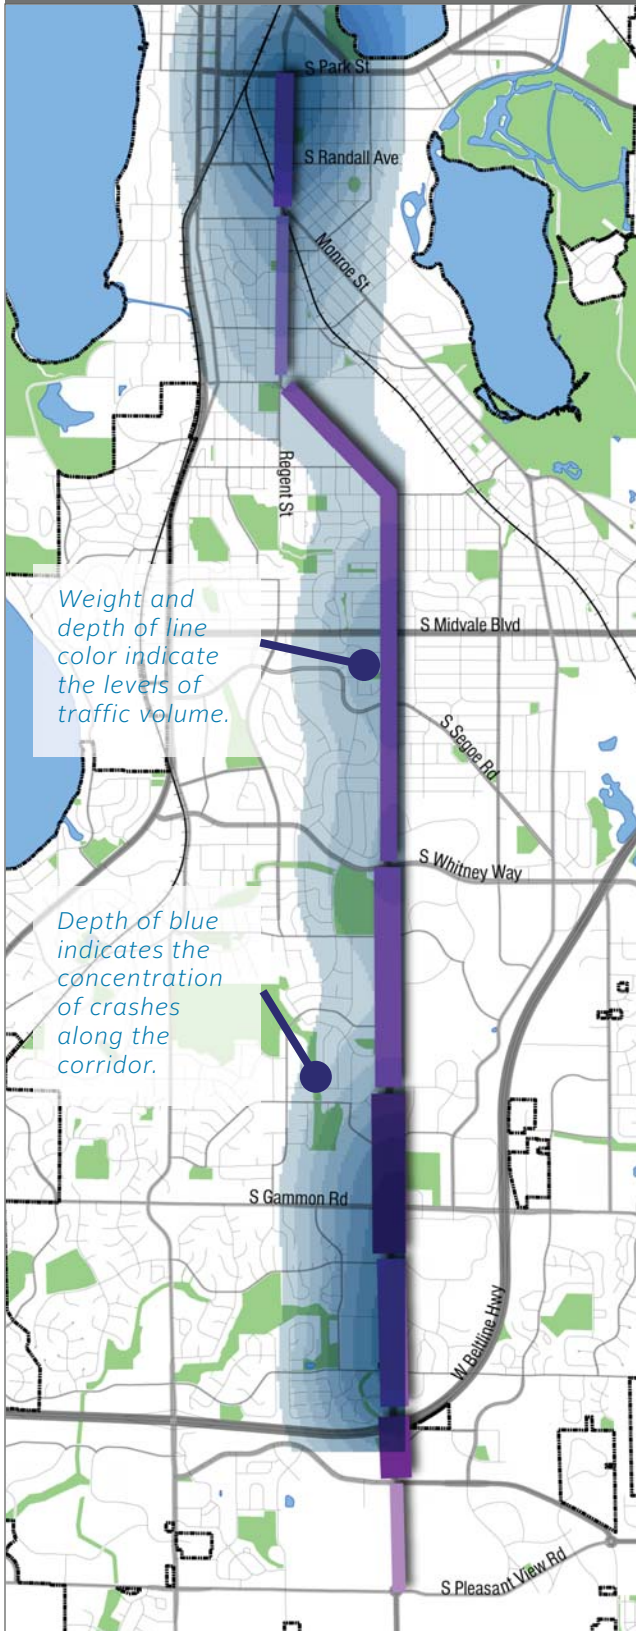 S Park St
S Randall Ave
Monroe St
Regent St
Weight and
depth of line
color indicate
the levels of
traffic volume.
S Midvale Blvd
S Segoe Rd
S Whitney Way
Depth of blue
indicates the
concentration
of crashes
along the
corridor.
S Gammon Rd
W Beltline Hwy
S Pleasant View Rd